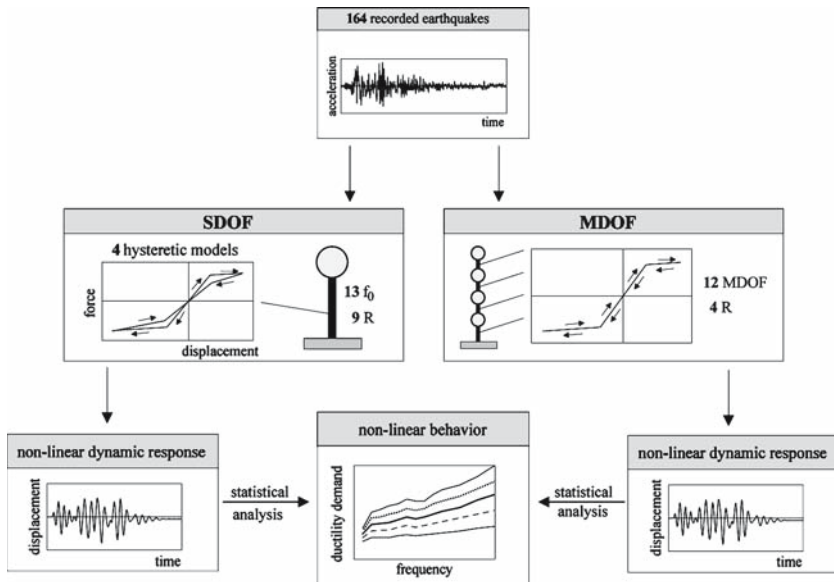 164 recorded earthquakes
acceleration
time
SDOF
4 hysteretic models
force
displacement
13 f0
9 R
MDOF
12 MDOF
4 R
non-linear dynamic response
displacement
time
statistical
analysis
non-linear behavior
ductility demand
frequency
statistical
analysis
non-linear dynamic response
displacement
time